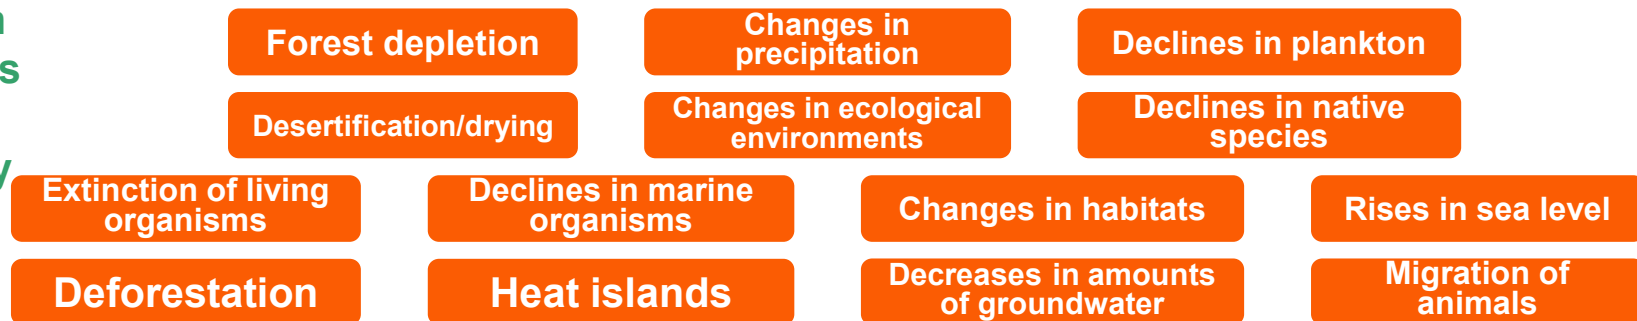 Forest depletion
Changes in
precipitation
Declines in plankton
Desertification/drying
Changes in ecological
environments
Declines in native
species
Extinction of living
organisms
Declines in marine
organisms
Changes in habitats
Rises in sea level
Deforestation
Heat islands
Decreases in amounts
of groundwater
Migration of
animals